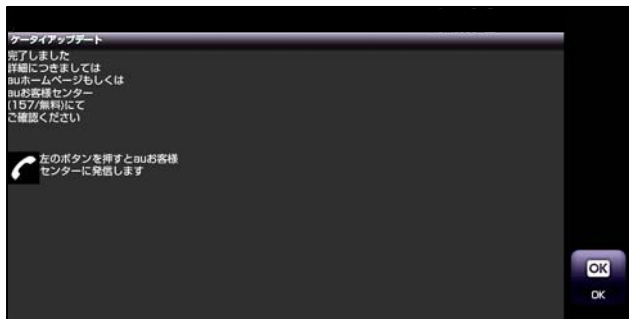 ケータイアップデート
完了しました
詳細につきましては
auホームページもしくは
auお客様センター
(157/無料)にて
ご確認ください
左のボタンを押すとauお客様
センターに発信します
OK
OK